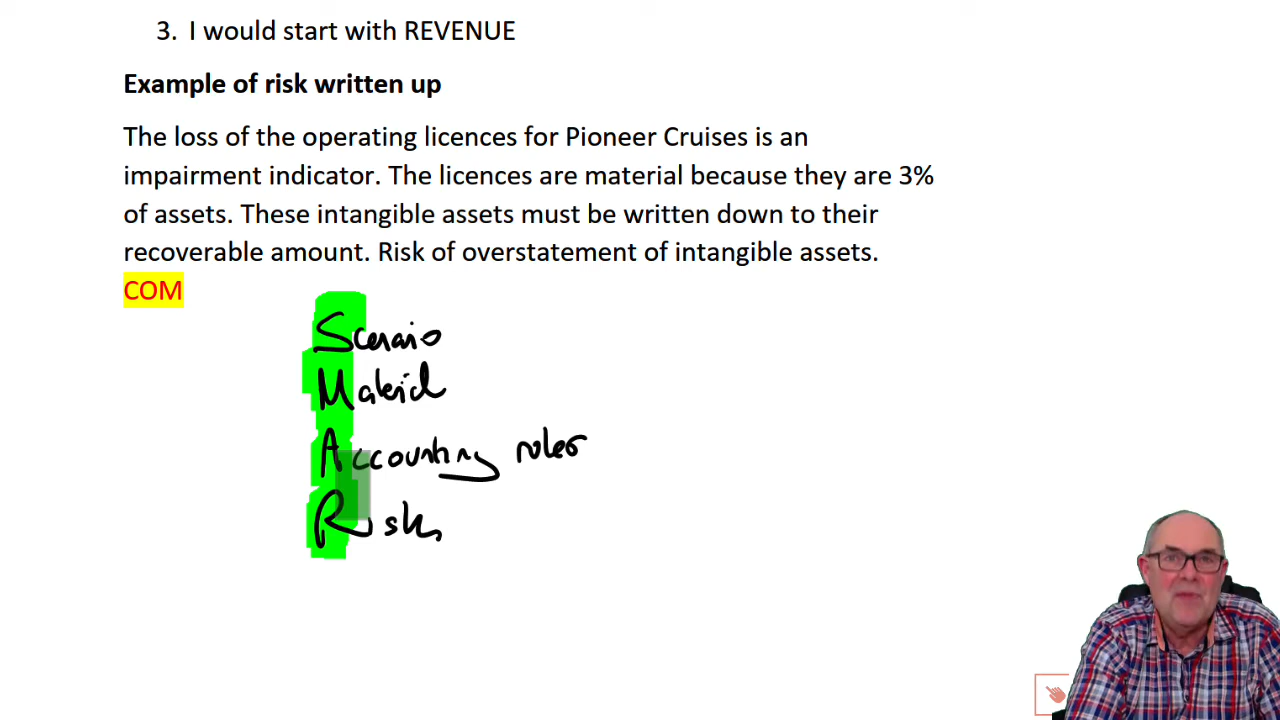 3. I would start with REVENUE
Example of risk written up
The loss of the operating licences for Pioneer Cruises is an
impairment indicator. The licences are material because they are 3%
of assets. These intangible assets must be written down to their
recoverable amount. Risk of overstatement of intangible assets.
COM
Scenario
Material
Accounting rules
Risk